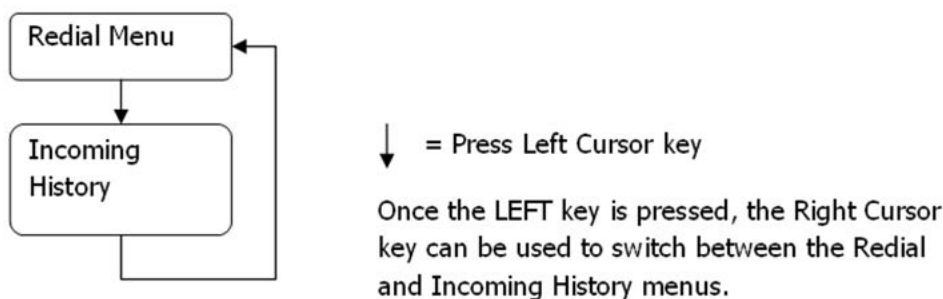 Redial Menu
Incoming
History
= Press Left Cursor key
Once the LEFT key is pressed, the Right Cursor
key can be used to switch between the Redial
and Incoming History menus.